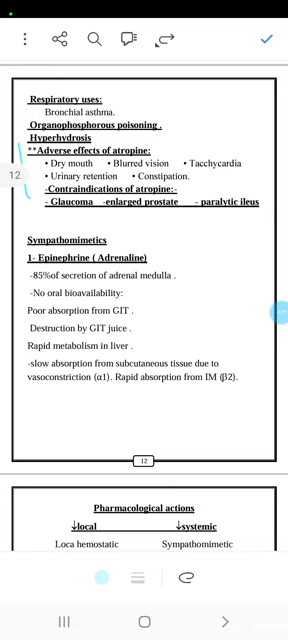 Respiratory uses:
Bronchial asthma.
Organophosphorous poisoning .
Hyperhydrosis
**Adverse effects of atropine:
• Dry mouth • Blurred vision • Tacchycardia
12
• Urinary retention • Constipation.
-Contraindications of atropine:-
- Glaucoma -enlarged prostate - paralytic ileus
Sympathomimetics
1- Epinephrine (Adrenaline)
-85%of secretion of adrenal medulla .
-No oral bioavailability:
Poor absorption from GIT .
Destruction by GIT juice .
Rapid metabolism in liver .
-slow absorption from subcutaneous tissue due to
vasoconstriction (α1). Rapid absorption from IM (β2).
12
Pharmacological actions
↓local ↓systemic
Loca hemostatic Sympathomimetic